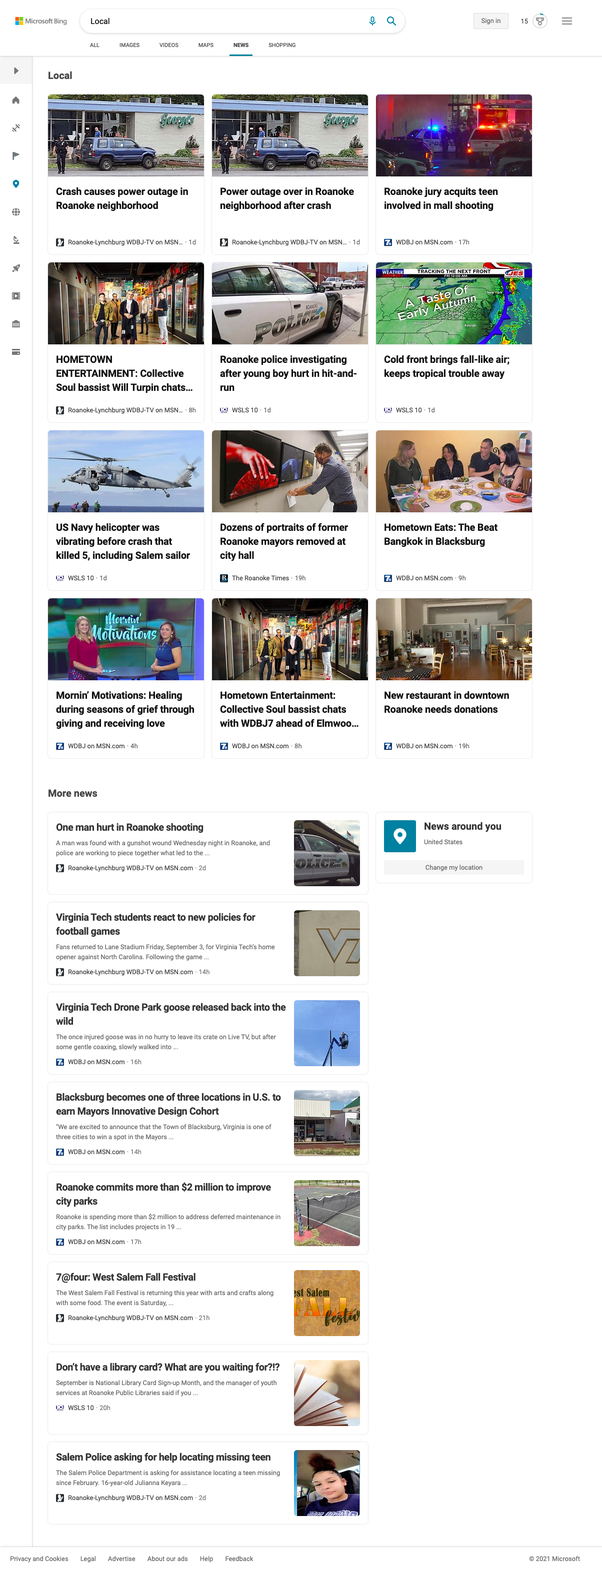 Microsoft Bing
Local
Sign in
15
ALL
IMAGES
VIDEOS
MAPS
NEWS
SHOPPING
Local
George's
Crash causes power outage in
Roanoke neighborhood
Roanoke-Lynchburg WDBJ-TV on MSN... · 1d
George's
Power outage over in Roanoke
neighborhood after crash
Roanoke-Lynchburg WDBJ-TV on MSN... · 1d
Roanoke jury acquits teen
involved in mall shooting
WDBJ on MSN.com · 17h
HOMETOWN
ENTERTAINMENT: Collective
Soul bassist Will Turpin chats...
Roanoke-Lynchburg WDBJ-TV on MSN... · 8h
POLICE
Roanoke police investigating
after young boy hurt in hit-and-
run
WSLS 10 · 1d
WEATHER
TRACKING THE NEXT FRONT
A Taste Of
Early Autumn
Cold front brings fall-like air;
keeps tropical trouble away
WSLS 10 · 1d
US Navy helicopter was
vibrating before crash that
killed 5, including Salem sailor
WSLS 10 · 1d
Dozens of portraits of former
Roanoke mayors removed at
city hall
The Roanoke Times · 19h
Hometown Eats: The Beat
Bangkok in Blacksburg
WDBJ on MSN.com · 9h
Mornin'
Motivations
Mornin' Motivations: Healing
during seasons of grief through
giving and receiving love
WDBJ on MSN.com · 4h
Hometown Entertainment:
Collective Soul bassist chats
with WDBJ7 ahead of Elmwoo...
WDBJ on MSN.com · 8h
New restaurant in downtown
Roanoke needs donations
WDBJ on MSN.com · 19h
More news
One man hurt in Roanoke shooting
A man was found with a gunshot wound Wednesday night in Roanoke, and
police are working to piece together what led to the ...
Roanoke-Lynchburg WDBJ-TV on MSN.com · 2d
OLICE
News around you
United States
Change my location
Virginia Tech students react to new policies for
football games
Fans returned to Lane Stadium Friday, September 3, for Virginia Tech's home
opener against North Carolina. Following the game ...
Roanoke-Lynchburg WDBJ-TV on MSN.com · 14h
Virginia Tech Drone Park goose released back into the
wild
The once injured goose was in no hurry to leave its crate on Live TV, but after
some gentle coaxing, slowly walked into ...
WDBJ on MSN.com · 16h
Blacksburg becomes one of three locations in U.S. to
earn Mayors Innovative Design Cohort
"We are excited to announce that the Town of Blacksburg, Virginia is one of
three cities to win a spot in the Mayors ...
WDBJ on MSN.com · 14h
Roanoke commits more than $2 million to improve
city parks
Roanoke is spending more than $2 million to address deferred maintenance in
city parks. The list includes projects in 19 ...
WDBJ on MSN.com · 17h
7@four: West Salem Fall Festival
The West Salem Fall Festival is returning this year with arts and crafts along
with some food. The event is Saturday, ...
Roanoke-Lynchburg WDBJ-TV on MSN.com · 21h
est Salem
FALL
festiv
Don't have a library card? What are you waiting for?!?
September is National Library Card Sign-up Month, and the manager of youth
services at Roanoke Public Libraries said if you ...
WSLS 10 · 20h
Salem Police asking for help locating missing teen
The Salem Police Department is asking for assistance locating a teen missing
since February. 16-year-old Julianna Keyara ...
Roanoke-Lynchburg WDBJ-TV on MSN.com · 2d
Privacy and Cookies
Legal
Advertise
About our ads
Help
Feedback
© 2021 Microsoft